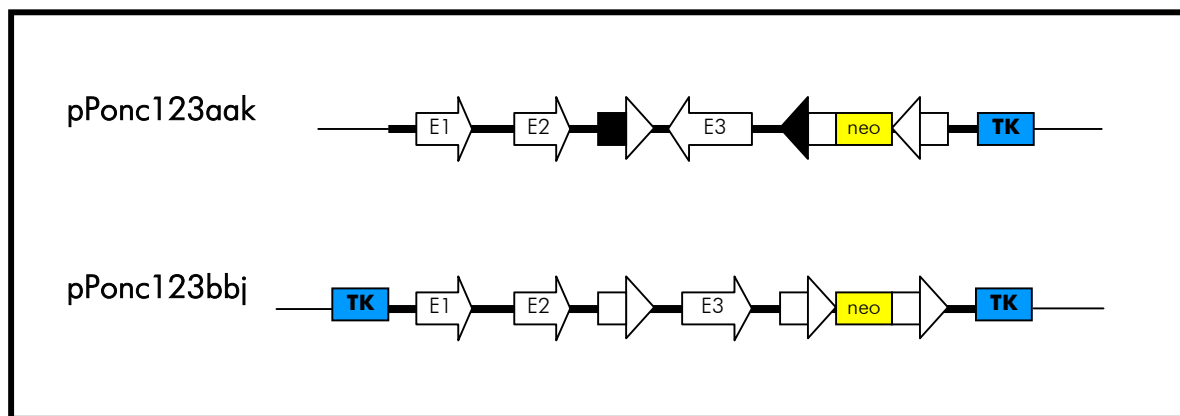 pPonc123aak
E1 E2 E3 neo TK
pPonc123bbj
TK E1 E2 E3 neo TK